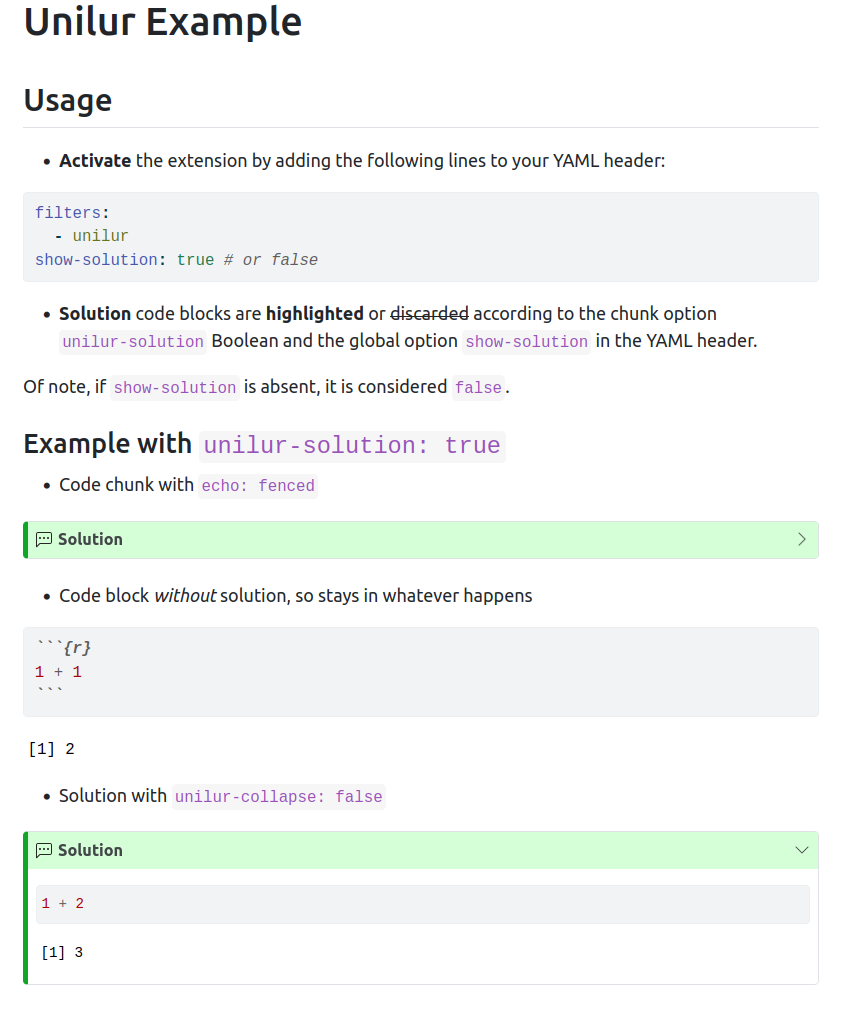 Unilur Example
Usage
• Activate the extension by adding the following lines to your YAML header:
filters:
  - unilur
show-solution: true # or false
• Solution code blocks are highlighted or discarded according to the chunk option
unilur-solution Boolean and the global option show-solution in the YAML header.
Of note, if show-solution is absent, it is considered false.
Example with unilur-solution: true
• Code chunk with echo: fenced
Solution
• Code block without solution, so stays in whatever happens
```{r}
1 + 1
```
[1] 2
• Solution with unilur-collapse: false
Solution
1 + 2
[1] 3